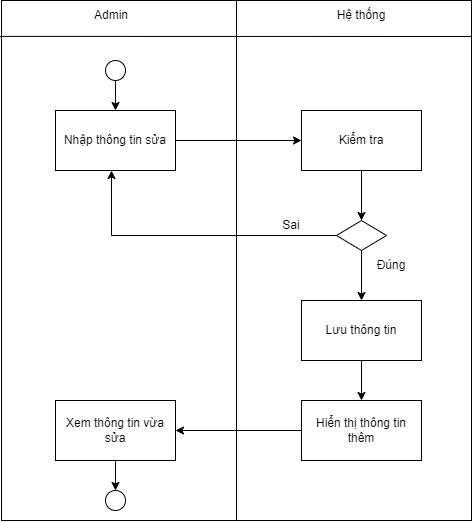 Admin
Hệ thống
Nhập thông tin sửa
Kiểm tra
Sai
Đúng
Lưu thông tin
Xem thông tin vừa
sửa
Hiển thị thông tin
thêm